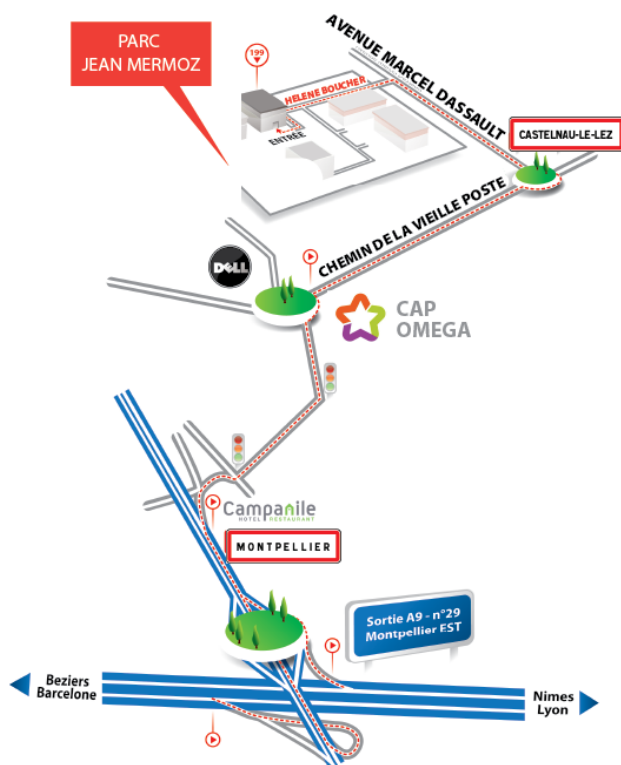 PARC
JEAN MERMOZ
199
AVENUE MARCEL DASSAULT
HELENE BOUCHER
ENTRÉE
CASTELNAU-LE-LEZ
CHEMIN DE LA VIEILLE POSTE
DELL
CAP
OMEGA
Campanile
HOTEL RESTAURANT
MONTPELLIER
Sortie A9 - n°29
Montpellier EST
Beziers
Barcelone
Nimes
Lyon